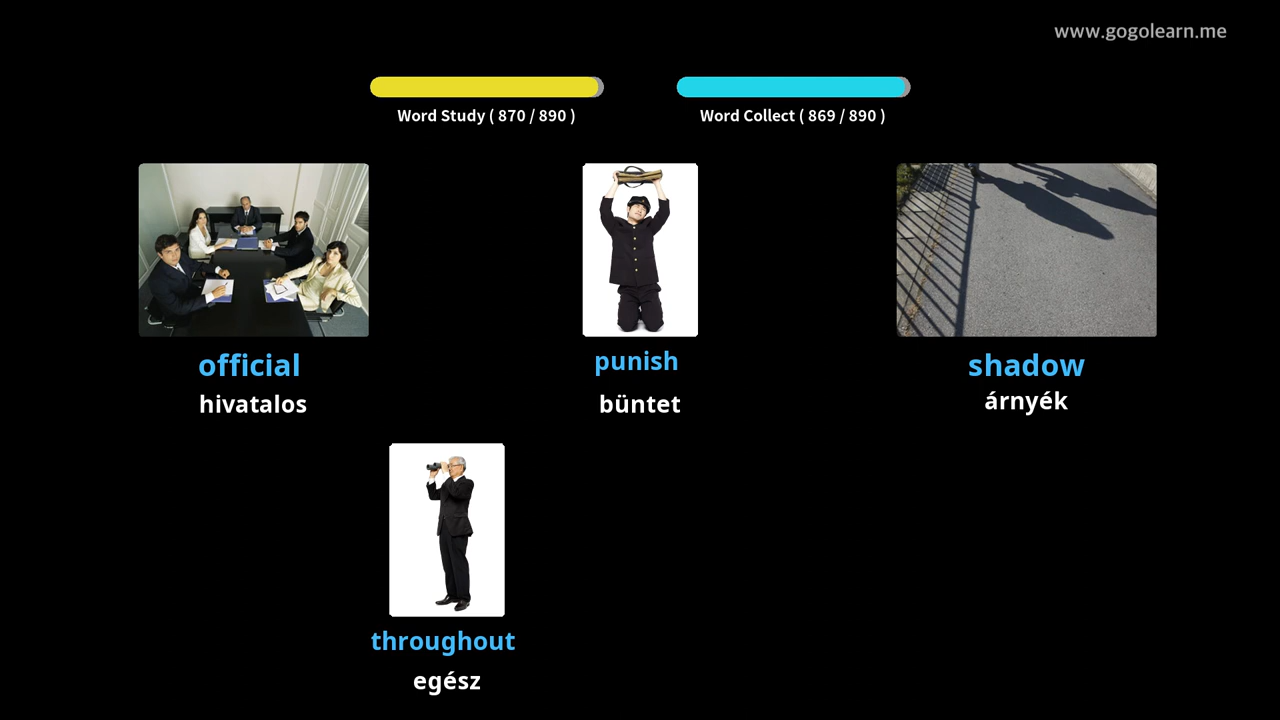 www.gogolearn.me
Word Study ( 870 / 890 )
Word Collect ( 869 / 890 )
official
hivatalos
punish
büntet
shadow
árnyék
throughout
egész